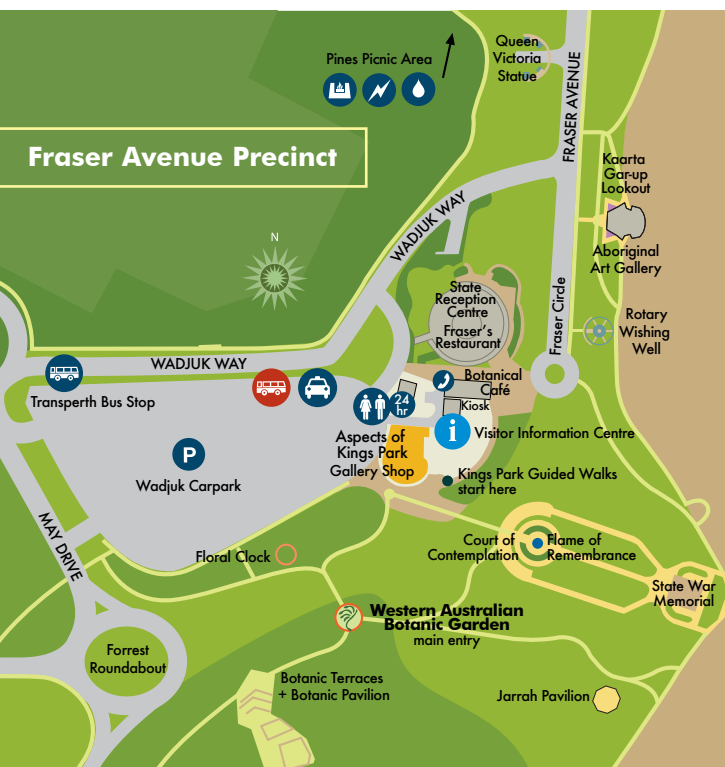 Queen
Victoria
Statue
Pines Picnic Area
FRASER AVENUE
Fraser Avenue Precinct
Kaarta
Gar-up
Lookout
WADJUK WAY
N
Aboriginal
Art Gallery
State
Reception
Centre
Fraser's
Restaurant
Fraser Circle
Rotary
Wishing
Well
WADJUK WAY
Transperth Bus Stop
Botanical
Café
24
hr
Kiosk
i
Visitor Information Centre
Aspects of
Kings Park
Gallery Shop
P
Wadjuk Carpark
Kings Park Guided Walks
start here
MAY DRIVE
Floral Clock
Court of
Contemplation
Flame of
Remembrance
State War
Memorial
Western Australian
Botanic Garden
main entry
Forrest
Roundabout
Botanic Terraces
+ Botanic Pavilion
Jarrah Pavilion